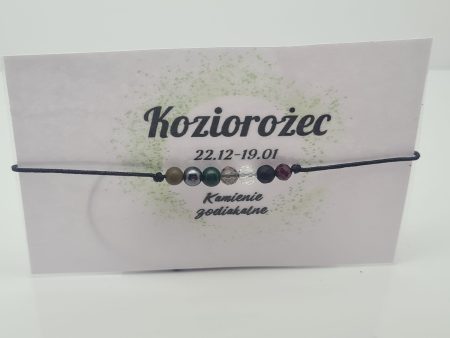 Koziorożec
22.12-19.01
Kamienie
zodiakalne